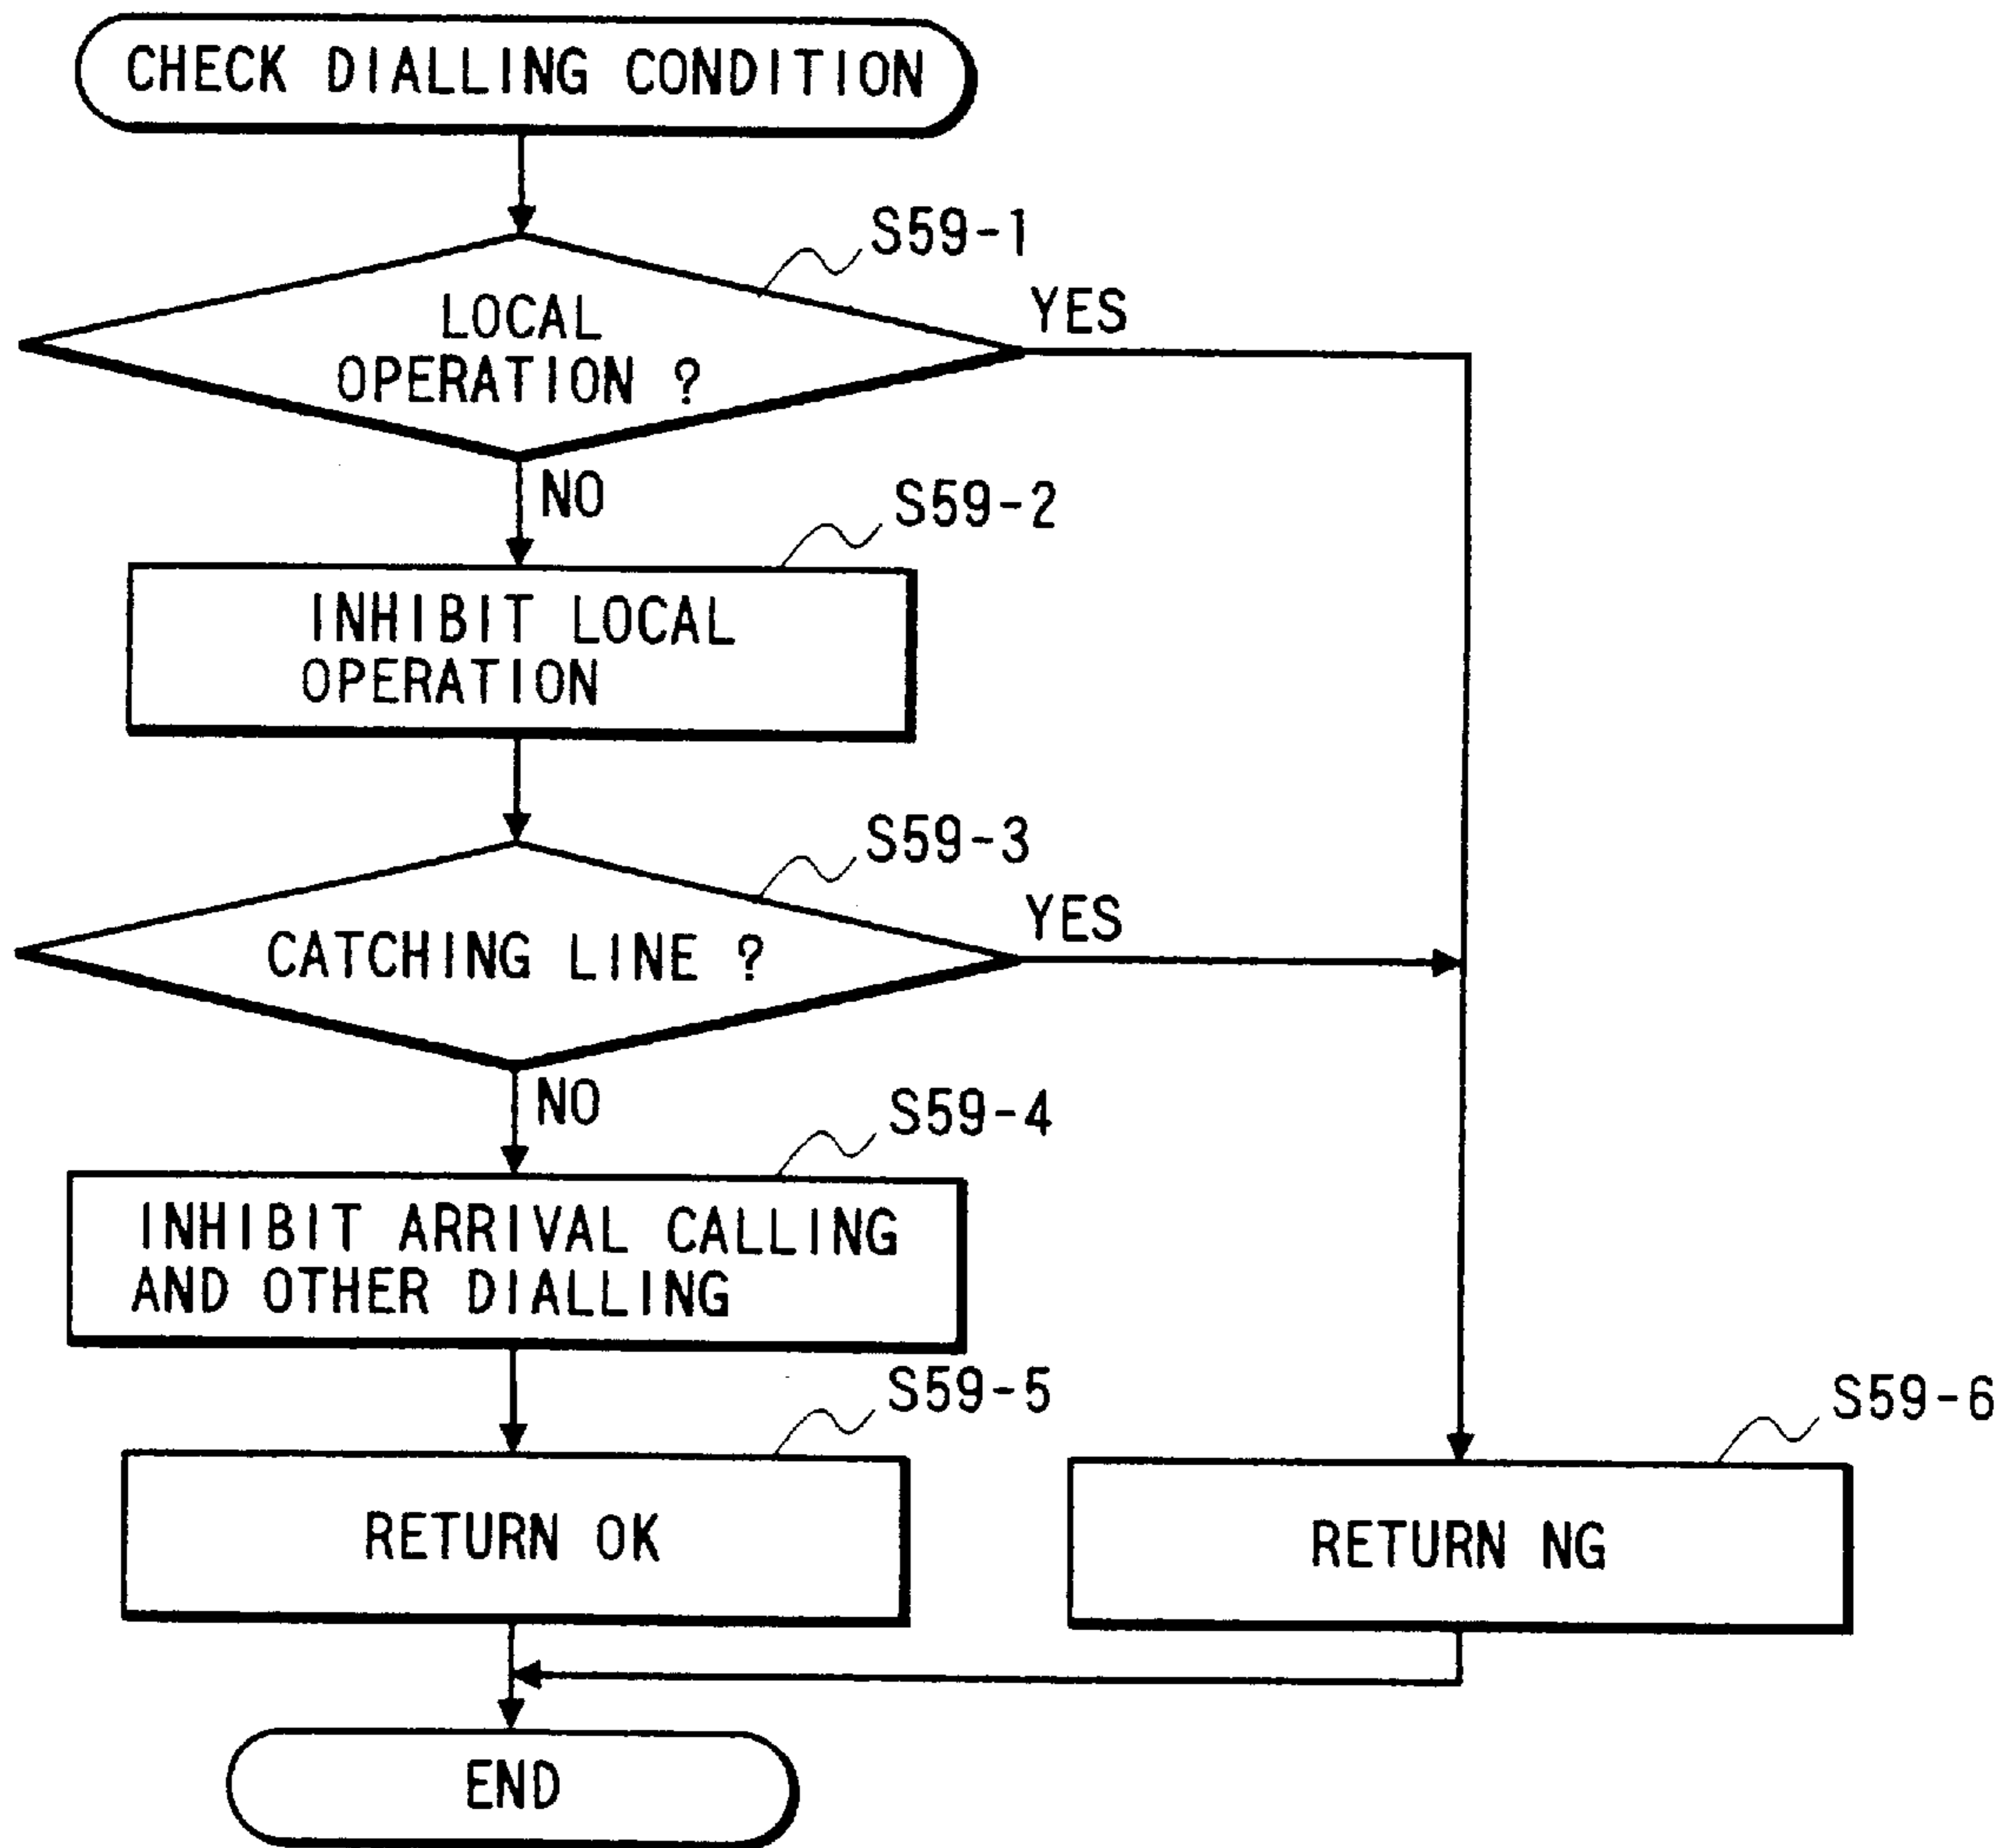 CHECK DIALLING CONDITION
S59-1
LOCAL
OPERATION ?
YES
NO
S59-2
INHIBIT LOCAL
OPERATION
S59-3
CATCHING LINE ?
YES
NO
S59-4
INHIBIT ARRIVAL CALLING
AND OTHER DIALLING
S59-5
RETURN OK
S59-6
RETURN NG
END